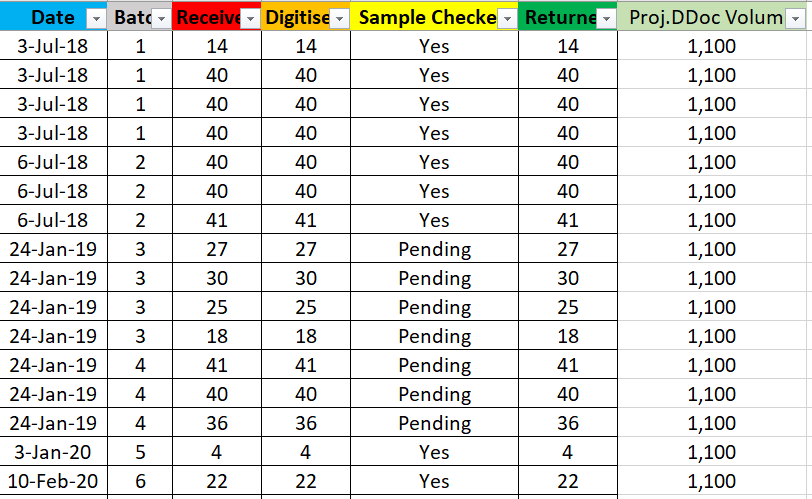 Date Batc Receive Digitise Sample Checke Returne Proj.DDoc Volum
3-Jul-18 1 14 14 Yes 14 1,100
3-Jul-18 1 40 40 Yes 40 1,100
3-Jul-18 1 40 40 Yes 40 1,100
3-Jul-18 1 40 40 Yes 40 1,100
6-Jul-18 2 40 40 Yes 40 1,100
6-Jul-18 2 40 40 Yes 40 1,100
6-Jul-18 2 41 41 Yes 41 1,100
24-Jan-19 3 27 27 Pending 27 1,100
24-Jan-19 3 30 30 Pending 30 1,100
24-Jan-19 3 25 25 Pending 25 1,100
24-Jan-19 3 18 18 Pending 18 1,100
24-Jan-19 4 41 41 Pending 41 1,100
24-Jan-19 4 40 40 Pending 40 1,100
24-Jan-19 4 36 36 Pending 36 1,100
3-Jan-20 5 4 4 Yes 4 1,100
10-Feb-20 6 22 22 Yes 22 1,100